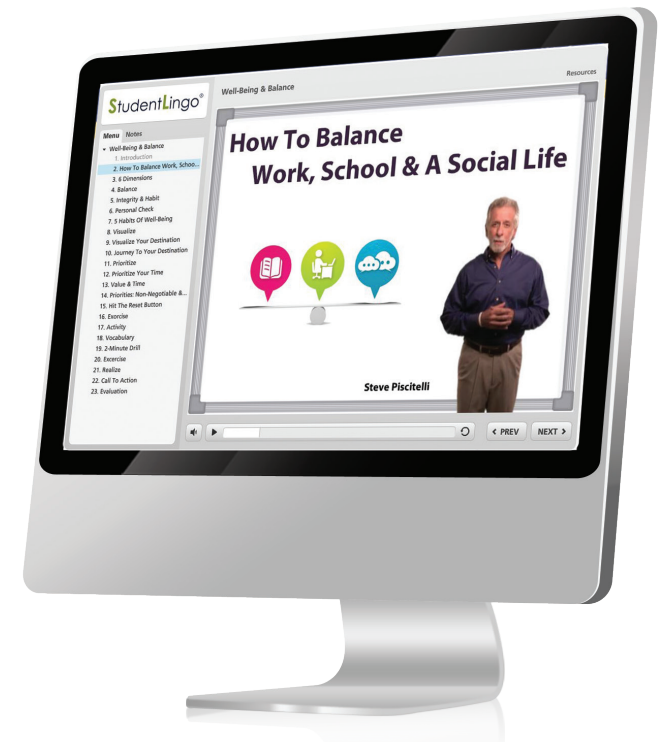 StudentLingo®
Well-Being & Balance
Resources
Menu Notes
Well-Being & Balance
1. Introduction
2. How To Balance Work, Schoo...
3. 6 Dimensions
4. Balance
5. Integrity & Habit
6. Personal Check
7. 5 Habits Of Well-Being
8. Visualize
9. Visualize Your Destination
10. Journey To Your Destination
11. Prioritize
12. Prioritize Your Time
13. Value & Time
14. Priorities: Non-Negotiable &...
15. Hit The Reset Button
16. Exorcise
17. Activity
18. Vocabulary
19. 2-Minute Drill
20. Excercise
21. Realize
22. Call To Action
23. Evaluation
How To Balance
Work, School & A Social Life
Steve Piscitelli
PREV
NEXT